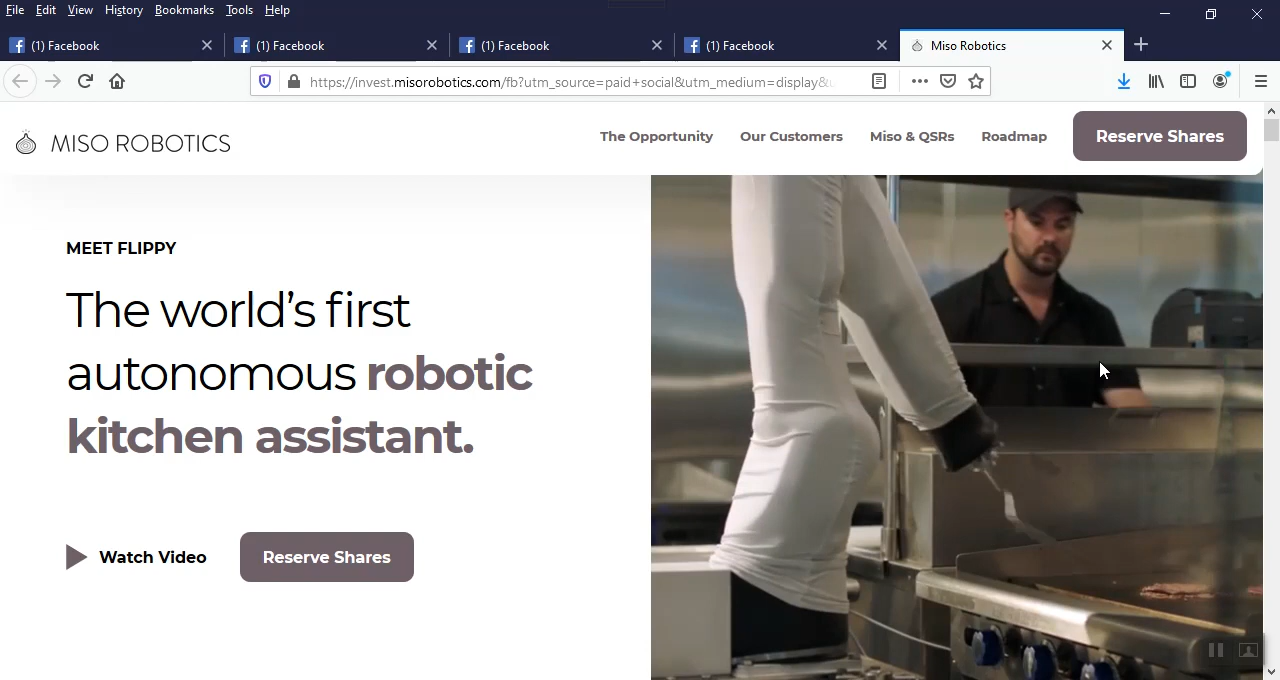 File Edit View History Bookmarks Tools Help
(1) Facebook
(1) Facebook
(1) Facebook
(1) Facebook
Miso Robotics
https://invest.misorobotics.com/fb?utm_source=paid+social&utm_medium=display&
MISO ROBOTICS
The Opportunity
Our Customers
Miso & QSRs
Roadmap
Reserve Shares
MEET FLIPPY
The world’s first
autonomous robotic
kitchen assistant.
Watch Video
Reserve Shares